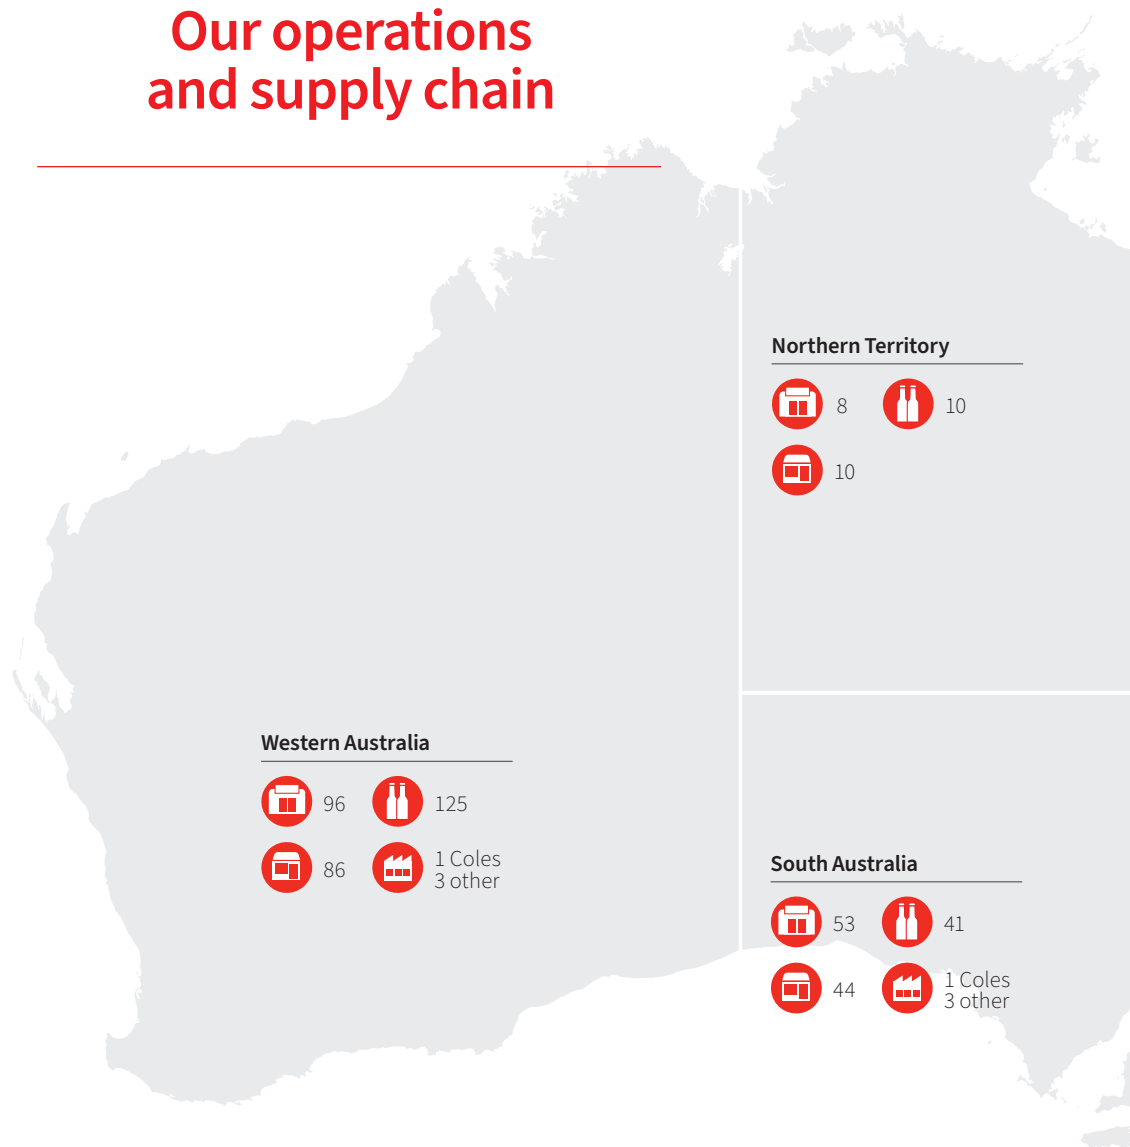 Our operations
and supply chain
Northern Territory
8 10
10
Western Australia
96 125
86 1 Coles
3 other
South Australia
53 41
44 1 Coles
3 other